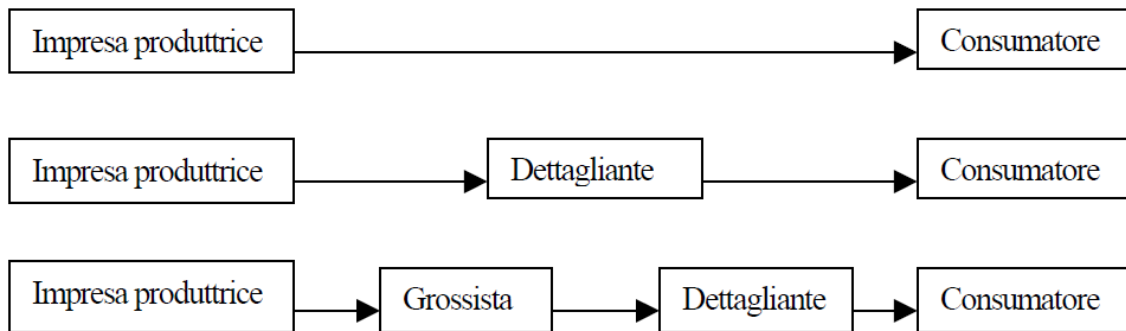 Impresa produttrice Consumatore
Impresa produttrice Dettagliante Consumatore
Impresa produttrice Grossista Dettagliante Consumatore